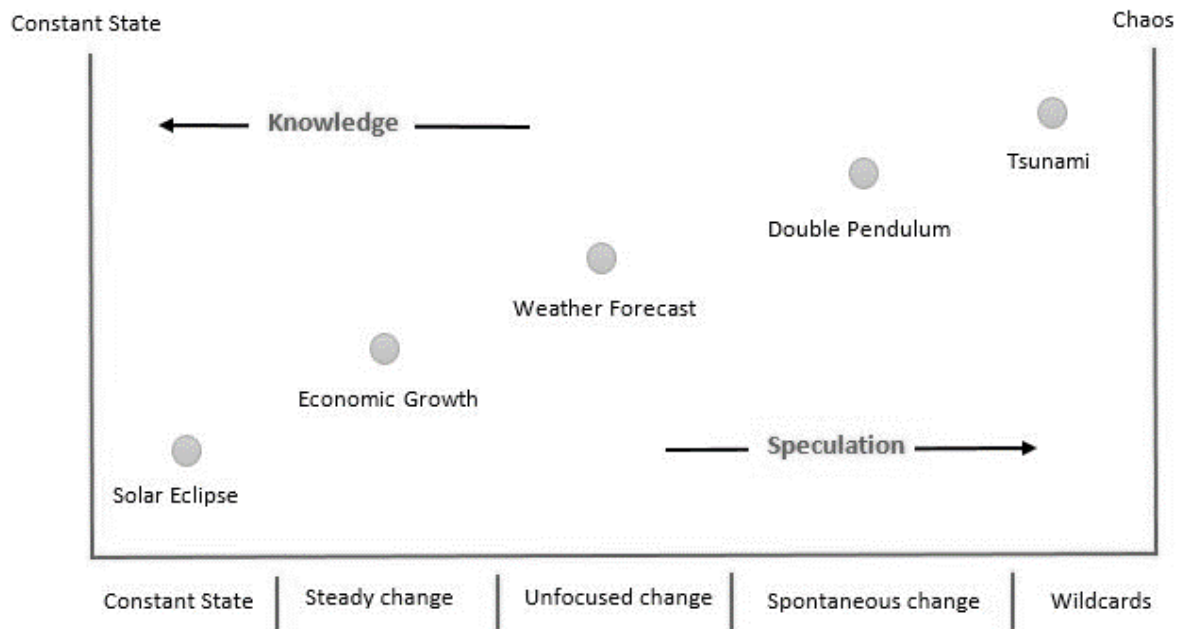 Constant State
Chaos
Knowledge
Tsunami
Double Pendulum
Weather Forecast
Economic Growth
Speculation
Solar Eclipse
Constant State
Steady change
Unfocused change
Spontaneous change
Wildcards